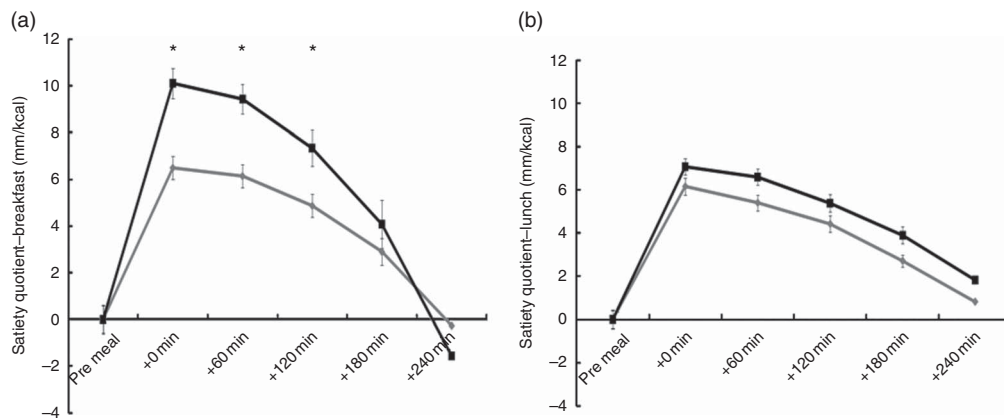 (a)
12
10
8
6
4
2
0
–2
–4
Satiety quotient–breakfast (mm/kcal)
* * *
Pre meal
+0 min
+60 min
+120 min
+180 min
+240 min
(b)
12
10
8
6
4
2
0
–2
–4
Satiety quotient–lunch (mm/kcal)
Pre meal
+0 min
+60 min
+120 min
+180 min
+240 min